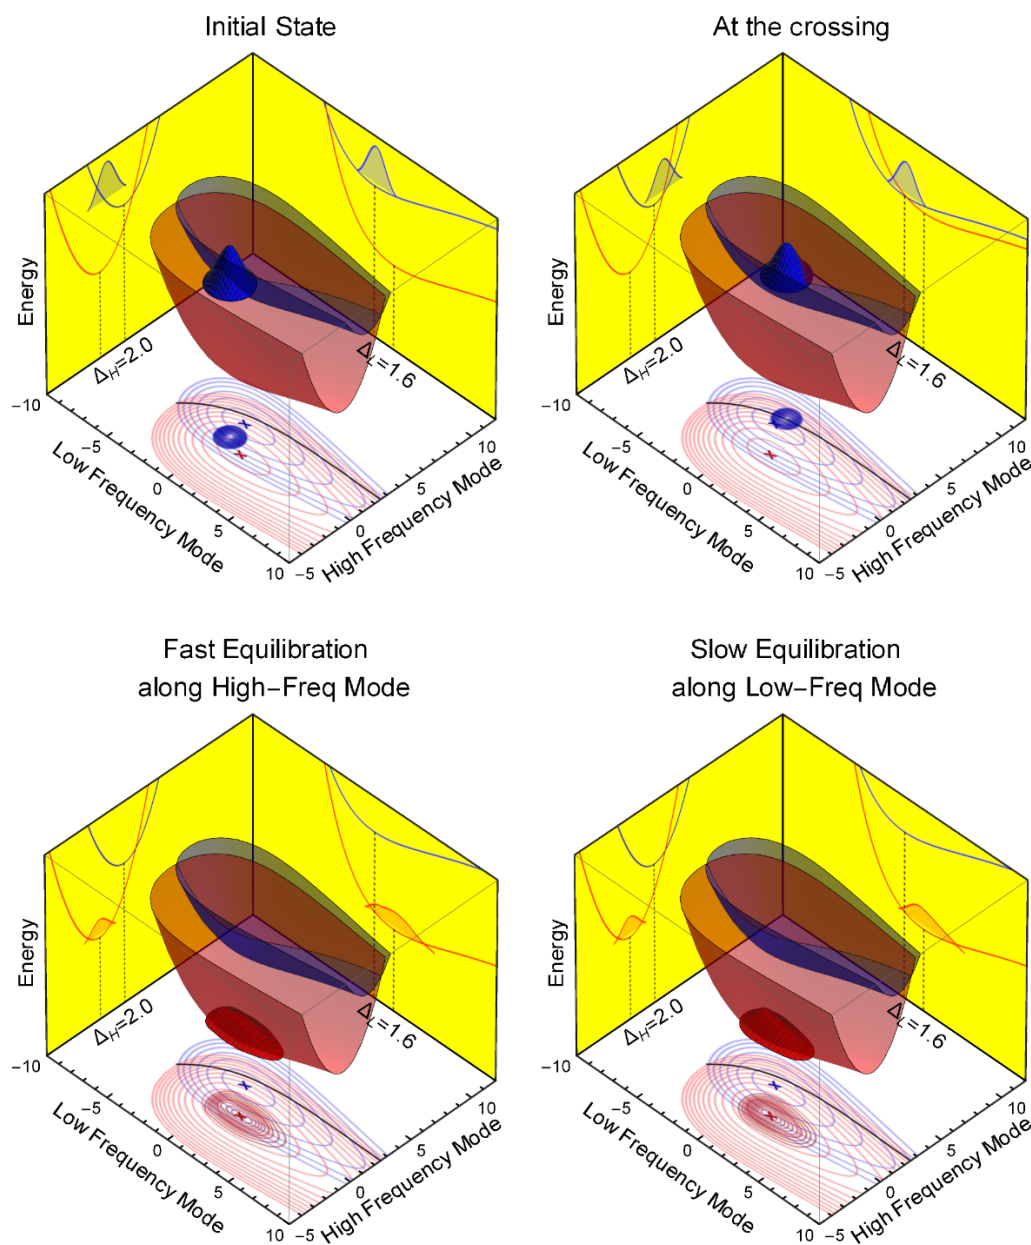 Initial State
At the crossing
Energy
Δ_H=2.0
Δ_L=1.6
−10
−5
0
5
10
Low Frequency Mode
−5
0
5
10
High Frequency Mode
Energy
Δ_H=2.0
Δ_L=1.6
−10
−5
0
5
10
Low Frequency Mode
−5
0
5
10
High Frequency Mode
Fast Equilibration
along High−Freq Mode
Slow Equilibration
along Low−Freq Mode
Energy
Δ_H=2.0
Δ_L=1.6
−10
−5
0
5
10
Low Frequency Mode
−5
0
5
10
High Frequency Mode
Energy
Δ_H=2.0
Δ_L=1.6
−10
−5
0
5
10
Low Frequency Mode
−5
0
5
10
High Frequency Mode